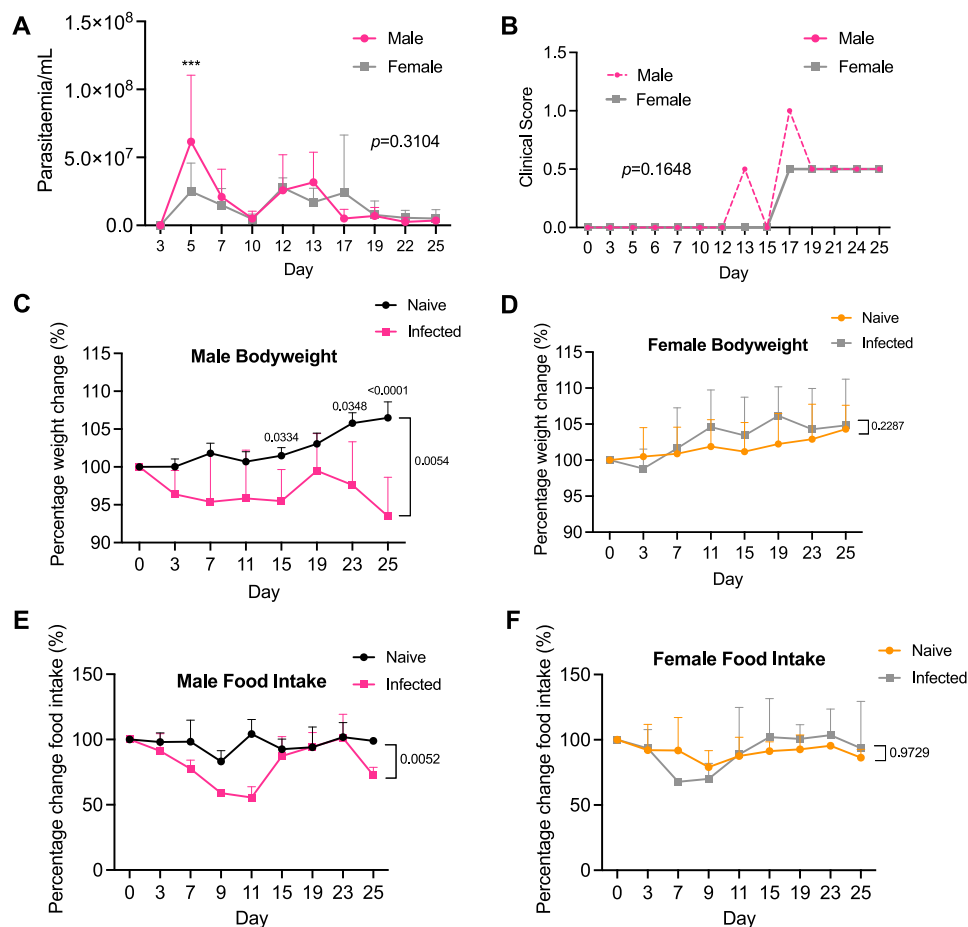 A
Parasitaemia/mL
1.5×10⁸
1.0×10⁸
5.0×10⁷
0.0
***
Male
Female
p=0.3104
3 5 7 10 12 13 17 19 22 25
Day
B
Clinical Score
1.5
1.0
0.5
0.0
Male
Female
Male
Female
p=0.1648
0 3 5 6 7 10 12 13 15 17 19 21 24 25
Day
C
Naive
Infected
Male Bodyweight
Percentage weight change (%)
115
110
105
100
95
90
0.0334
0.0348
<0.0001
0.0054
0 3 7 11 15 19 23 25
Day
D
Naive
Infected
Female Bodyweight
Percentage weight change (%)
115
110
105
100
95
90
0.2287
0 3 7 11 15 19 23 25
Day
E
Naive
Infected
Male Food Intake
Percentage change food intake (%)
150
100
50
0
0.0052
0 3 7 9 11 15 19 23 25
Day
F
Naive
Infected
Female Food Intake
Percentage change food intake (%)
150
100
50
0
0.9729
0 3 7 9 11 15 19 23 25
Day